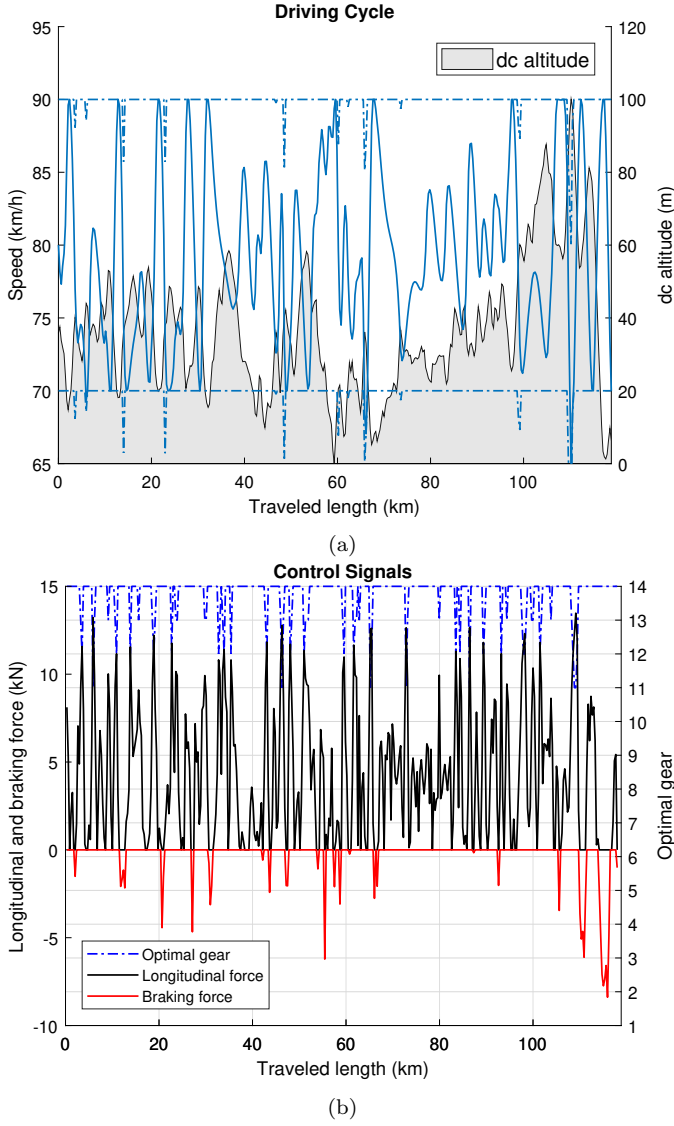 Driving Cycle
95
90
85
80
75
70
65
Speed (km/h)
120
100
80
60
40
20
0
dc altitude (m)
dc altitude
0 20 40 60 80 100
Traveled length (km)
(a)
Control Signals
15
10
5
0
-5
-10
Longitudinal and braking force (kN)
14
13
12
11
10
9
8
7
6
5
4
3
2
1
Optimal gear
Optimal gear
Longitudinal force
Braking force
0 20 40 60 80 100
Traveled length (km)
(b)